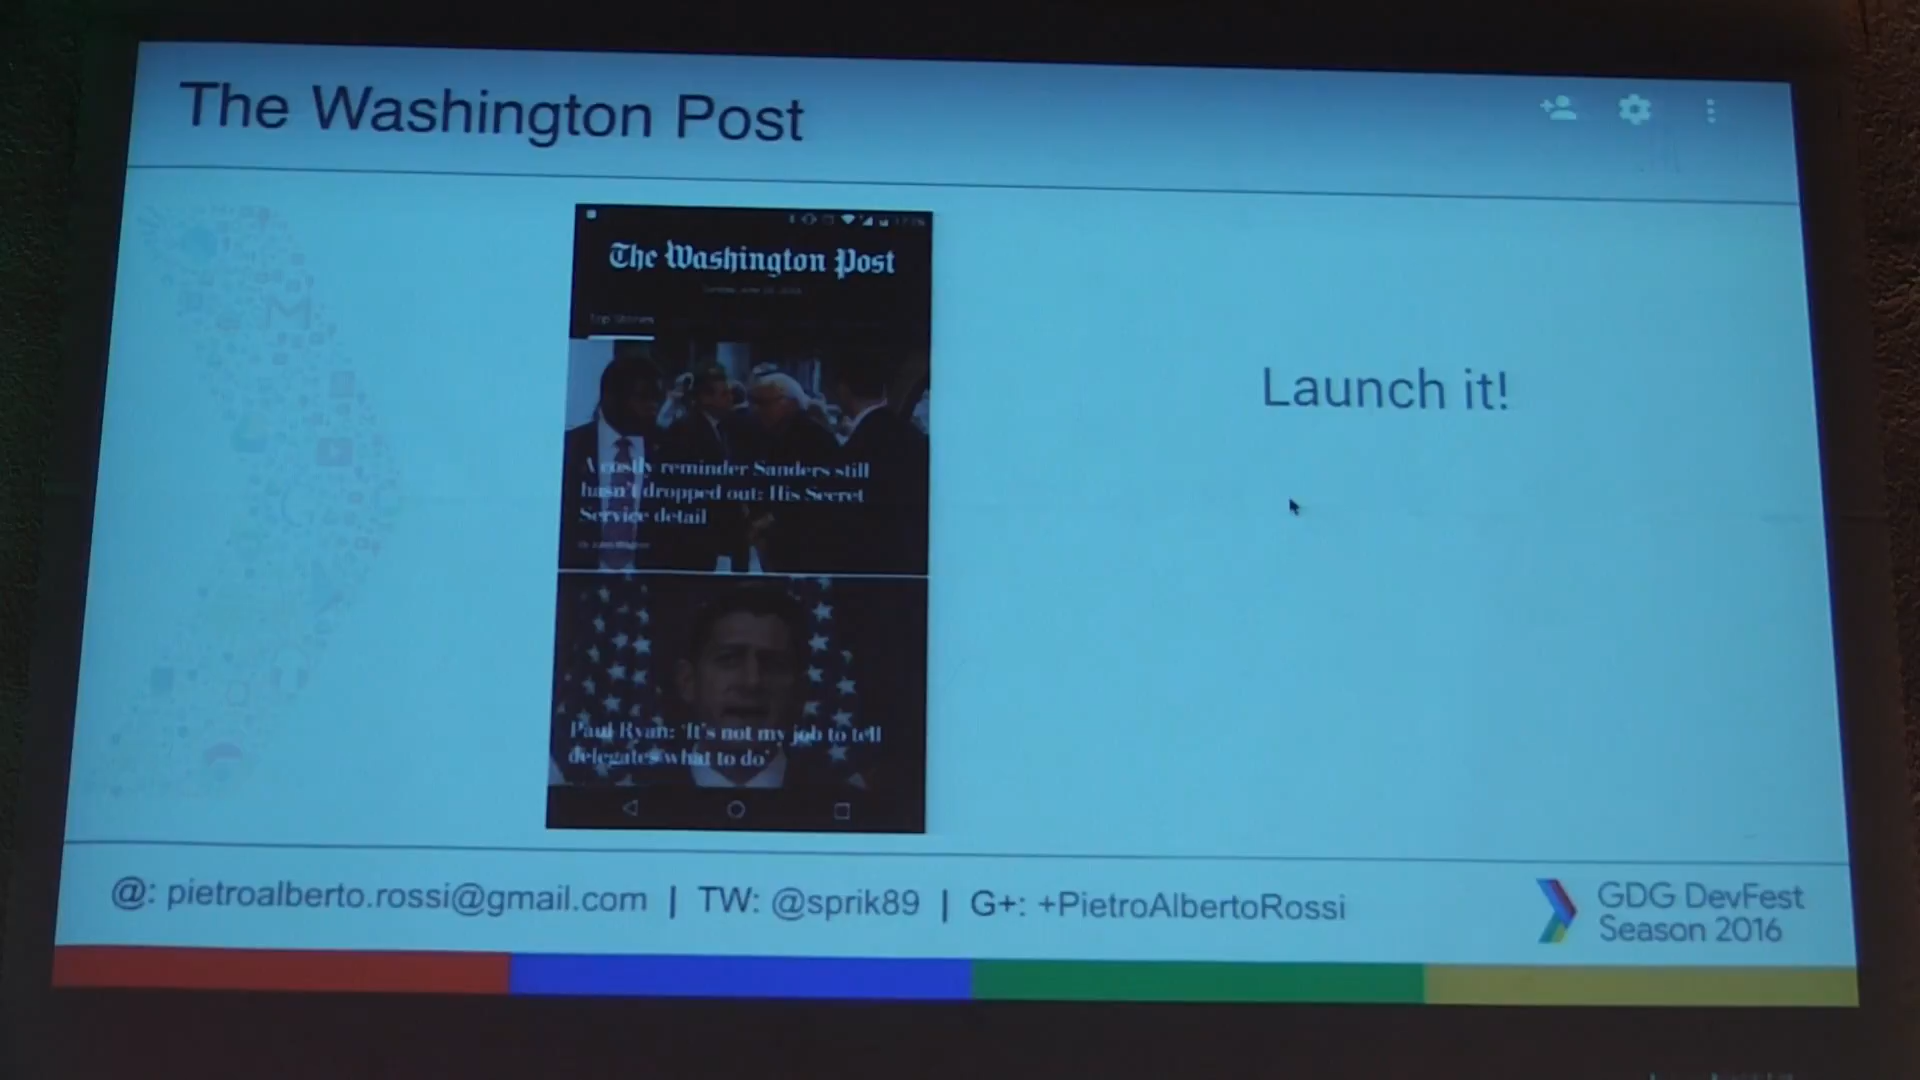 The Washington Post
The Washington Post
Top Stories
A costly reminder Sanders still
hasn't dropped out: His Secret
Service detail
Paul Ryan: 'It's not my job to tell
delegates what to do'
Launch it!
@: pietroalberto.rossi@gmail.com | TW: @sprik89 | G+: +PietroAlbertoRossi
GDG DevFest
Season 2016